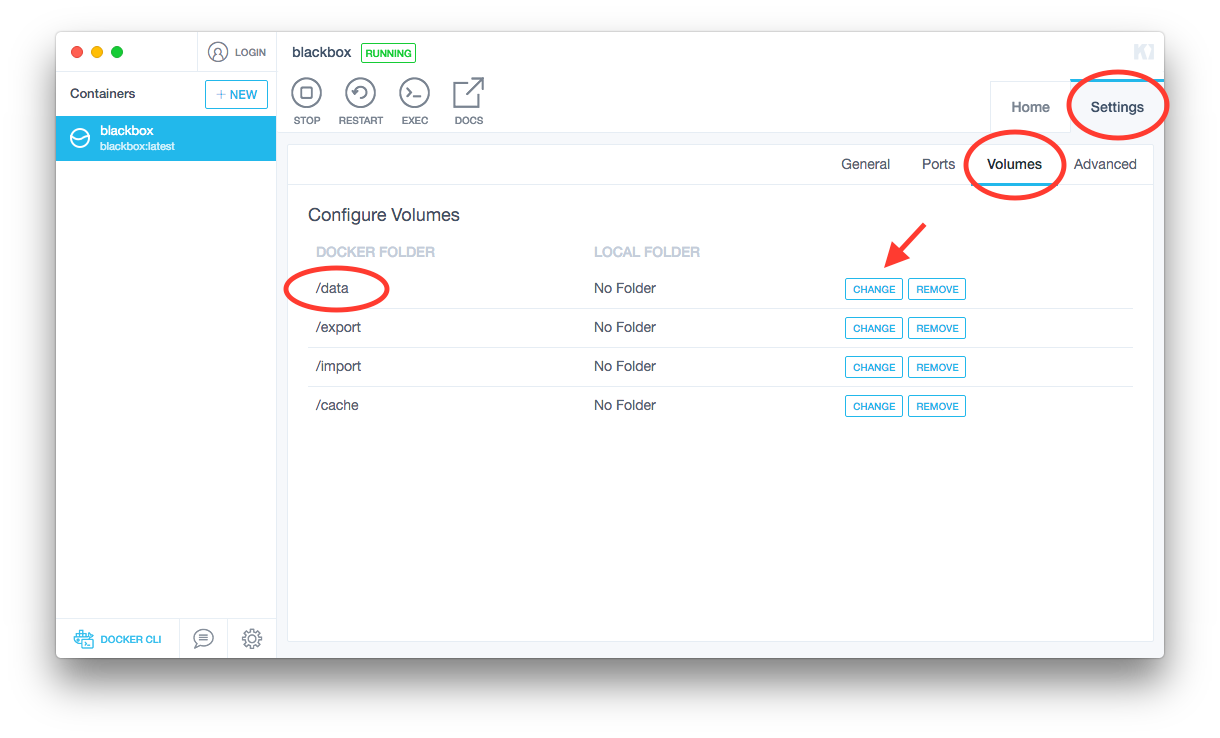 LOGIN
blackbox RUNNING
Containers
+ NEW
blackbox
blackbox:latest
STOP RESTART EXEC DOCS
Home Settings
General Ports Volumes Advanced
Configure Volumes
DOCKER FOLDER LOCAL FOLDER
/data No Folder CHANGE REMOVE
/export No Folder CHANGE REMOVE
/import No Folder CHANGE REMOVE
/cache No Folder CHANGE REMOVE
DOCKER CLI